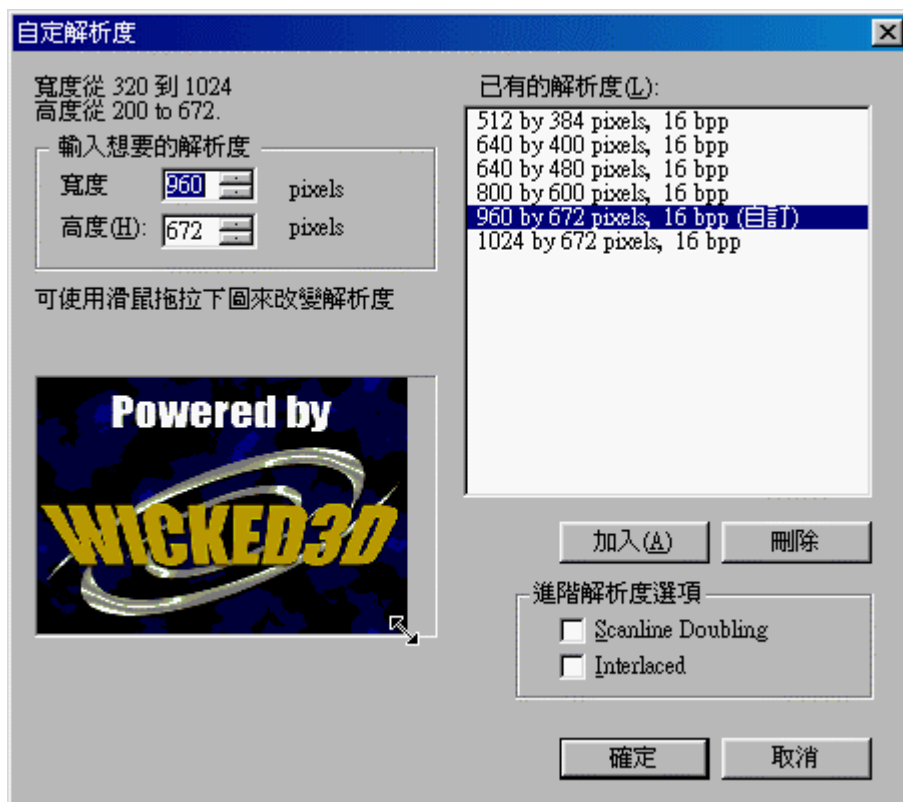 自定解析度
寬度從 320 到 1024
高度從 200 to 672.
輸入想要的解析度
寬度 960 pixels
高度(H): 672 pixels
可使用滑鼠拖拉下圖來改變解析度
Powered by
WICKED3D
已有的解析度(L):
512 by 384 pixels, 16 bpp
640 by 400 pixels, 16 bpp
640 by 480 pixels, 16 bpp
800 by 600 pixels, 16 bpp
960 by 672 pixels, 16 bpp (自訂)
1024 by 672 pixels, 16 bpp
加入(A) 刪除
進階解析度選項
Scanline Doubling
Interlaced
確定 取消